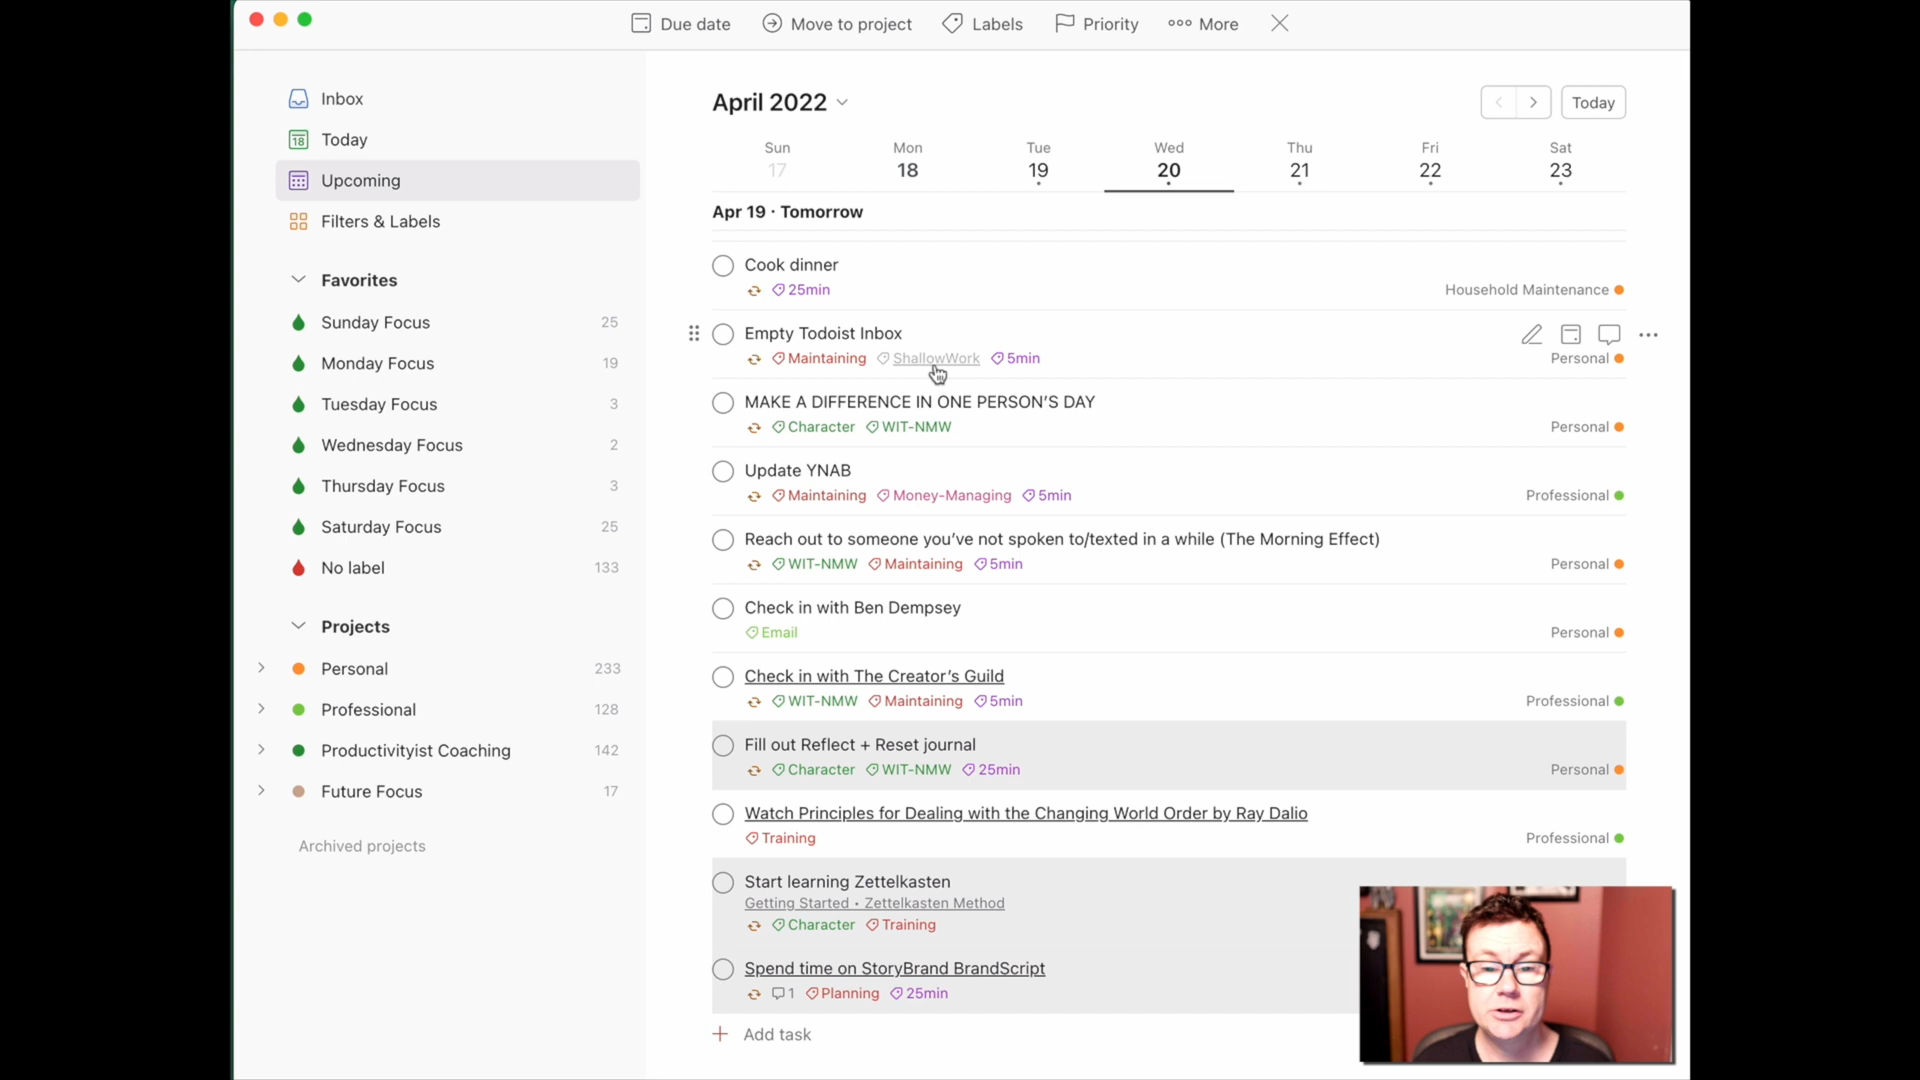 Due date
Move to project
Labels
Priority
More
Inbox
18
Today
Upcoming
Filters & Labels
Favorites
Sunday Focus 25
Monday Focus 19
Tuesday Focus 3
Wednesday Focus 2
Thursday Focus 3
Saturday Focus 25
No label 133
Projects
Personal 233
Professional 128
Productivityist Coaching 142
Future Focus 17
Archived projects
April 2022
Today
Sun Mon Tue Wed Thu Fri Sat
17 18 19 20 21 22 23
Apr 19 · Tomorrow
Cook dinner
25min Household Maintenance
Empty Todoist Inbox
Maintaining ShallowWork 5min Personal
MAKE A DIFFERENCE IN ONE PERSON'S DAY
Character WIT-NMW Personal
Update YNAB
Maintaining Money-Managing 5min Professional
Reach out to someone you've not spoken to/texted in a while (The Morning Effect)
WIT-NMW Maintaining 5min Personal
Check in with Ben Dempsey
Email Personal
Check in with The Creator's Guild
WIT-NMW Maintaining 5min Professional
Fill out Reflect + Reset journal
Character WIT-NMW 25min Personal
Watch Principles for Dealing with the Changing World Order by Ray Dalio
Training Professional
Start learning Zettelkasten
Getting Started • Zettelkasten Method
Character Training
Spend time on StoryBrand BrandScript
1 Planning 25min
+ Add task